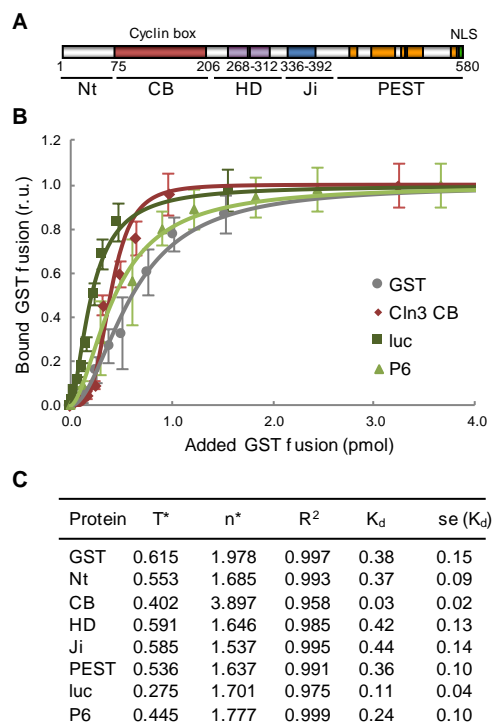 A
Cyclin box
NLS
1 75 206 268-312 336-392 580
Nt CB HD Ji PEST
B
Bound GST fusion (r. u.)
1.2
1.0
0.8
0.6
0.4
0.2
0.0
GST
Cln3 CB
luc
P6
0.0 1.0 2.0 3.0 4.0
Added GST fusion (pmol)
C
Protein T* n* R² Kd se (Kd)
GST 0.615 1.978 0.997 0.38 0.15
Nt 0.553 1.685 0.993 0.37 0.09
CB 0.402 3.897 0.958 0.03 0.02
HD 0.591 1.646 0.985 0.42 0.13
Ji 0.585 1.537 0.995 0.44 0.14
PEST 0.536 1.637 0.991 0.36 0.10
luc 0.275 1.701 0.975 0.11 0.04
P6 0.445 1.777 0.999 0.24 0.10